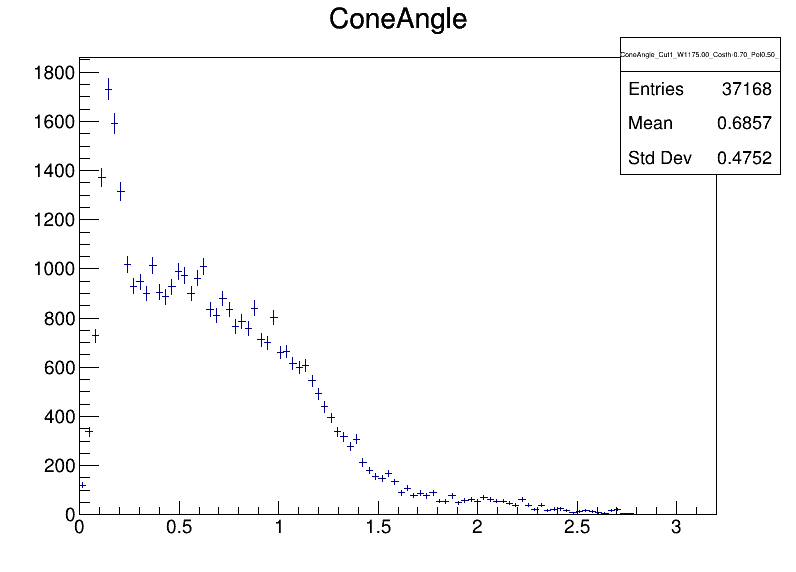 ConeAngle
ConeAngle_Cut1_W1175.00_Costh-0.70_Pol0.50_
Entries 37168
Mean 0.6857
Std Dev 0.4752
1800
1600
1400
1200
1000
800
600
400
200
0
0 0.5 1 1.5 2 2.5 3